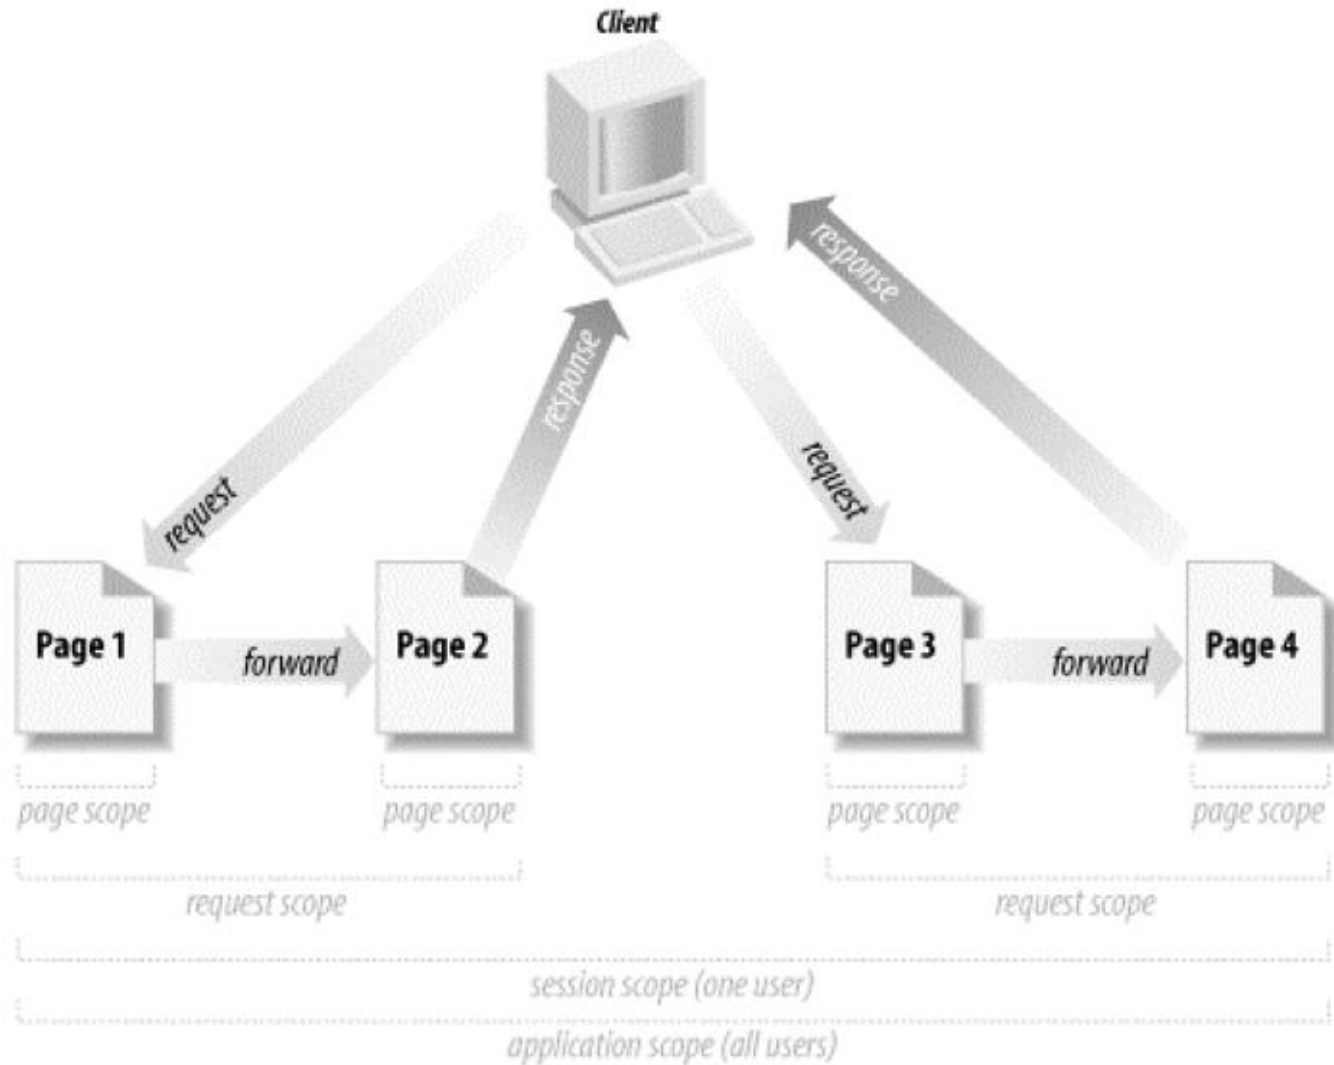 Client
response
response
request
request
Page 1
forward
Page 2
Page 3
forward
Page 4
page scope
page scope
page scope
page scope
request scope
request scope
session scope (one user)
application scope (all users)